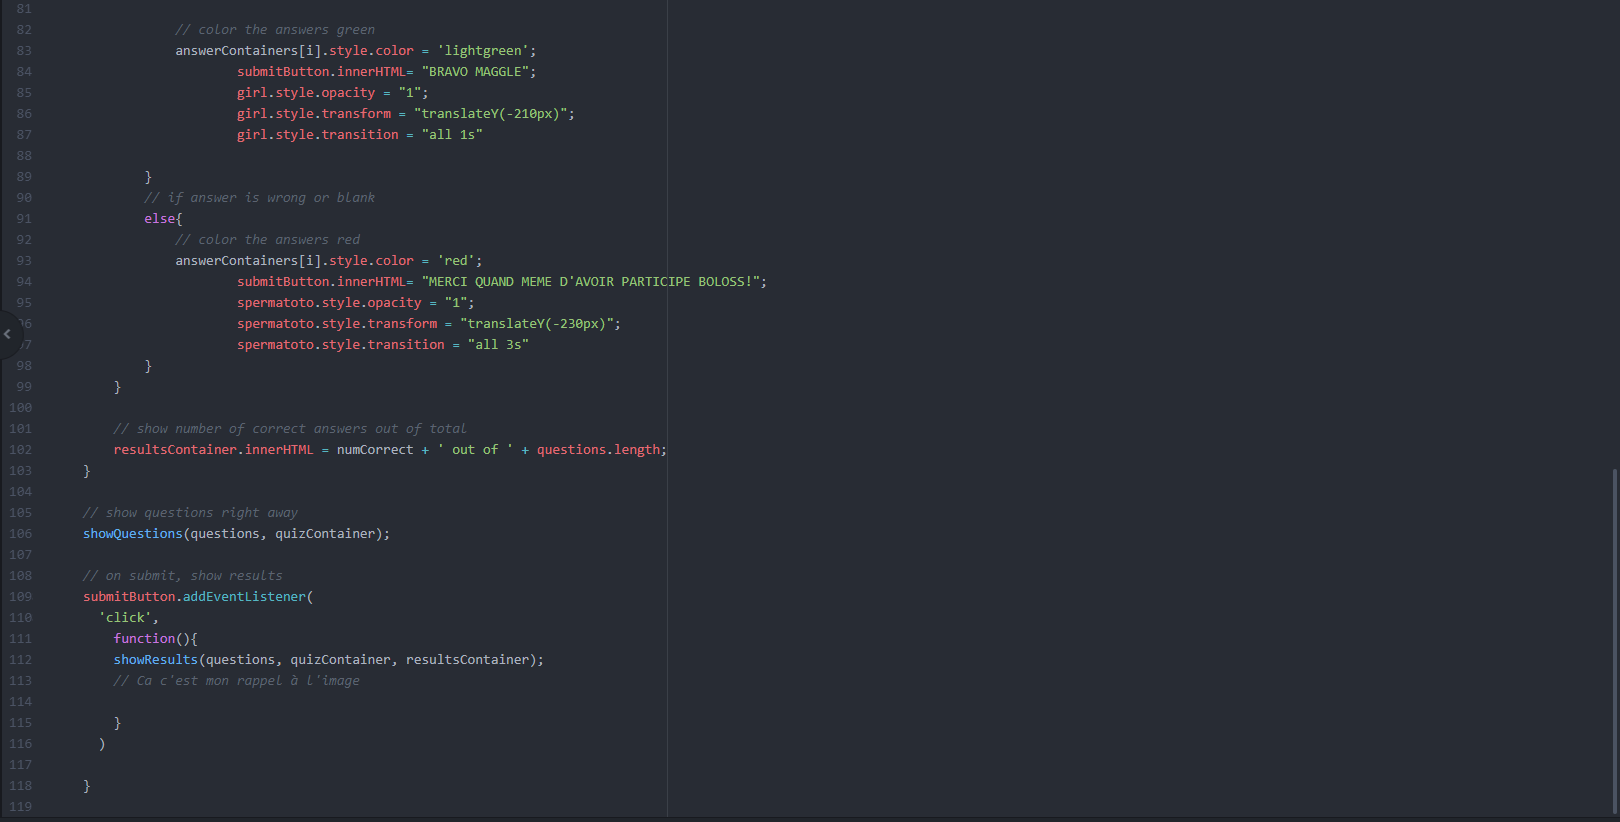 81
82 // color the answers green
83 answerContainers[i].style.color = 'lightgreen';
84 submitButton.innerHTML= "BRAVO MAGGLE";
85 girl.style.opacity = "1";
86 girl.style.transform = "translateY(-210px)";
87 girl.style.transition = "all 1s"
88
89 }
90 // if answer is wrong or blank
91 else{
92 // color the answers red
93 answerContainers[i].style.color = 'red';
94 submitButton.innerHTML= "MERCI QUAND MEME D'AVOIR PARTICIPE BOLOSS!";
95 spermatoto.style.opacity = "1";
96 spermatoto.style.transform = "translateY(-230px)";
97 spermatoto.style.transition = "all 3s"
98 }
99 }
100
101 // show number of correct answers out of total
102 resultsContainer.innerHTML = numCorrect + ' out of ' + questions.length;
103 }
104
105 // show questions right away
106 showQuestions(questions, quizContainer);
107
108 // on submit, show results
109 submitButton.addEventListener(
110 'click',
111 function(){
112 showResults(questions, quizContainer, resultsContainer);
113 // Ca c'est mon rappel à l'image
114
115 }
116 )
117
118 }
119